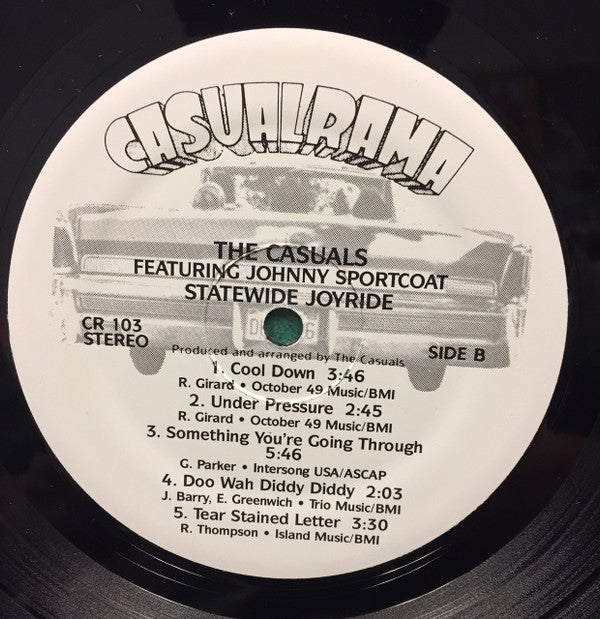 CASUALRAMA
THE CASUALS
FEATURING JOHNNY SPORTCOAT
STATEWIDE JOYRIDE
CR 103
STEREO
SIDE B
Produced and arranged by The Casuals
1. Cool Down 3:46
R. Girard • October 49 Music/BMI
2. Under Pressure 2:45
R. Girard • October 49 Music/BMI
3. Something You're Going Through
5:46
G. Parker • Intersong USA/ASCAP
4. Doo Wah Diddy Diddy 2:03
J. Barry, E. Greenwich • Trio Music/BMI
5. Tear Stained Letter 3:30
R. Thompson • Island Music/BMI